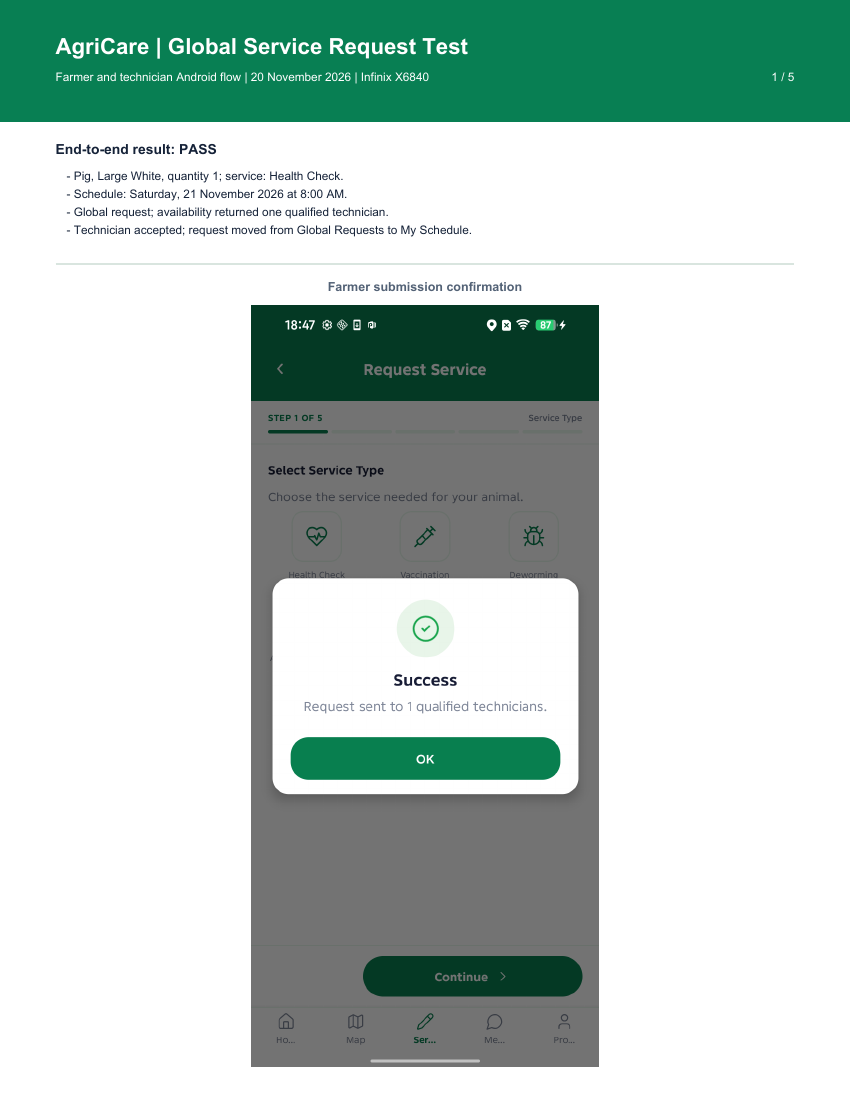 AgriCare | Global Service Request Test
Farmer and technician Android flow | 20 November 2026 | Infinix X6840
1 / 5
End-to-end result: PASS
- Pig, Large White, quantity 1; service: Health Check.
- Schedule: Saturday, 21 November 2026 at 8:00 AM.
- Global request; availability returned one qualified technician.
- Technician accepted; request moved from Global Requests to My Schedule.
Farmer submission confirmation
18:47
87
Request Service
STEP 1 OF 5
Service Type
Select Service Type
Choose the service needed for your animal.
Health Check
Vaccination
Deworming
Success
Request sent to 1 qualified technicians.
OK
Continue
Ho...
Map
Ser...
Me...
Pro...